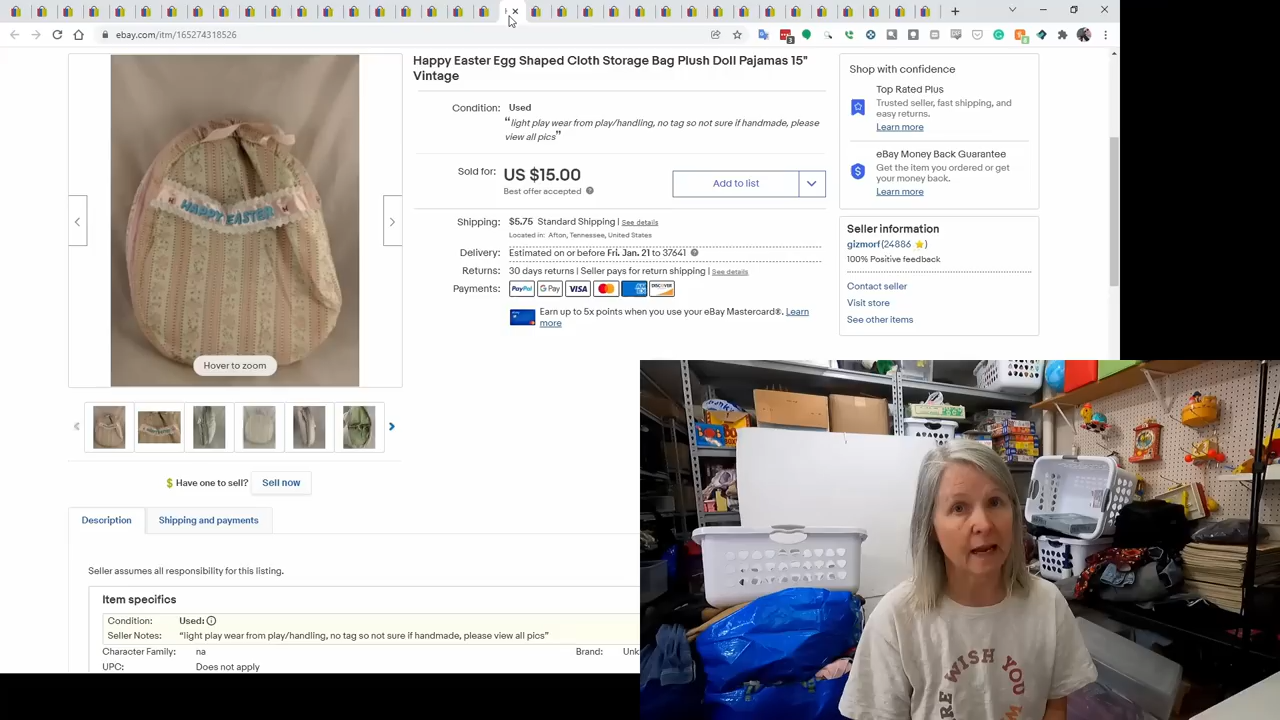 ebay.com/itm/165274318526
Happy Easter Egg Shaped Cloth Storage Bag Plush Doll Pajamas 15"
Vintage
Condition: Used
“light play wear from play/handling, no tag so not sure if handmade, please
view all pics”
Sold for: US $15.00
Best offer accepted
Add to list
Shipping: $5.75 Standard Shipping | See details
Located in: Afton, Tennessee, United States
Delivery: Estimated on or before Fri. Jan. 21 to 37641
Returns: 30 days returns | Seller pays for return shipping | See details
Payments: PayPal G Pay VISA DISCOVER
Earn up to 5x points when you use your eBay Mastercard®. Learn
more
Shop with confidence
Top Rated Plus
Trusted seller, fast shipping, and
easy returns.
Learn more
eBay Money Back Guarantee
Get the item you ordered or get
your money back.
Learn more
Seller information
gizmorf (24886 )
100% Positive feedback
Contact seller
Visit store
See other items
HAPPY EASTER
Hover to zoom
$ Have one to sell? Sell now
Description Shipping and payments
Seller assumes all responsibility for this listing.
Item specifics
Condition: Used:
Seller Notes: “light play wear from play/handling, no tag so not sure if handmade, please view all pics”
Character Family: na Brand:
UPC: Does not apply
WISH YOU